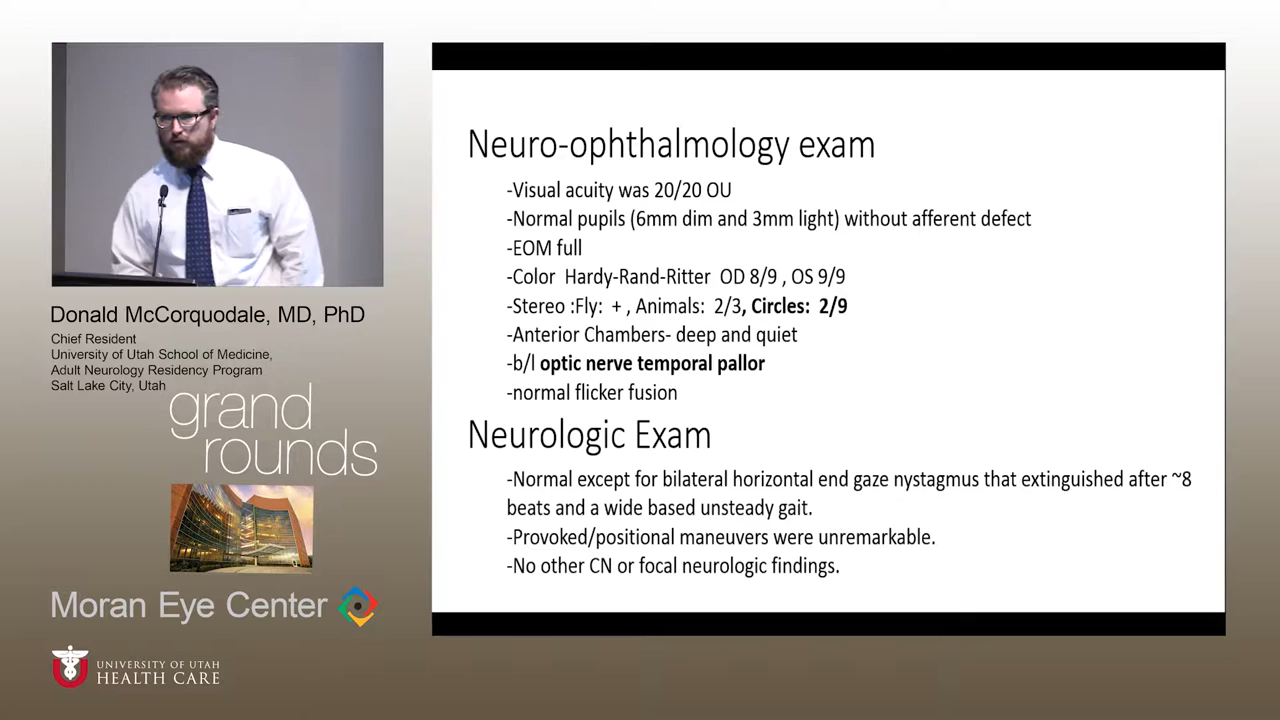 Donald McCorquodale, MD, PhD
Chief Resident
University of Utah School of Medicine,
Adult Neurology Residency Program
Salt Lake City, Utah
grand
rounds
Moran Eye Center
UNIVERSITY OF UTAH
HEALTH CARE
Neuro-ophthalmology exam
-Visual acuity was 20/20 OU
-Normal pupils (6mm dim and 3mm light) without afferent defect
-EOM full
-Color Hardy-Rand-Ritter OD 8/9 , OS 9/9
-Stereo :Fly: + , Animals: 2/3, Circles: 2/9
-Anterior Chambers- deep and quiet
-b/l optic nerve temporal pallor
-normal flicker fusion
Neurologic Exam
-Normal except for bilateral horizontal end gaze nystagmus that extinguished after ~8
beats and a wide based unsteady gait.
-Provoked/positional maneuvers were unremarkable.
-No other CN or focal neurologic findings.